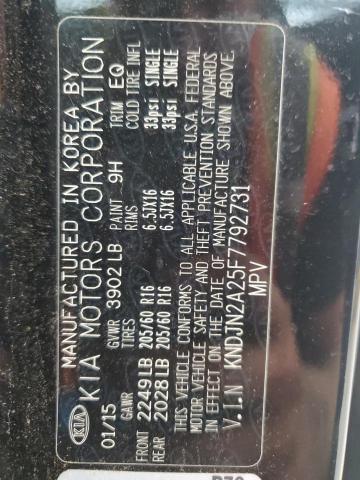 KIA
MANUFACTURED IN KOREA BY
KIA MOTORS CORPORATION
01/15 GVWR 3902 LB PAINT 9H TRIM EQ
GAWR TIRES RIMS COLD TIRE INFL
FRONT 2249 LB 205/60 R16 6.5JX16 33psi SINGLE
REAR 2028 LB 205/60 R16 6.5JX16 33psi SINGLE
THIS VEHICLE CONFORMS TO ALL APPLICABLE U.S.A. FEDERAL
MOTOR VEHICLE SAFETY AND THEFT PREVENTION STANDARDS
IN EFFECT ON THE DATE OF MANUFACTURE SHOWN ABOVE.
V.I.N KNDJN2A25F7792731
MPV